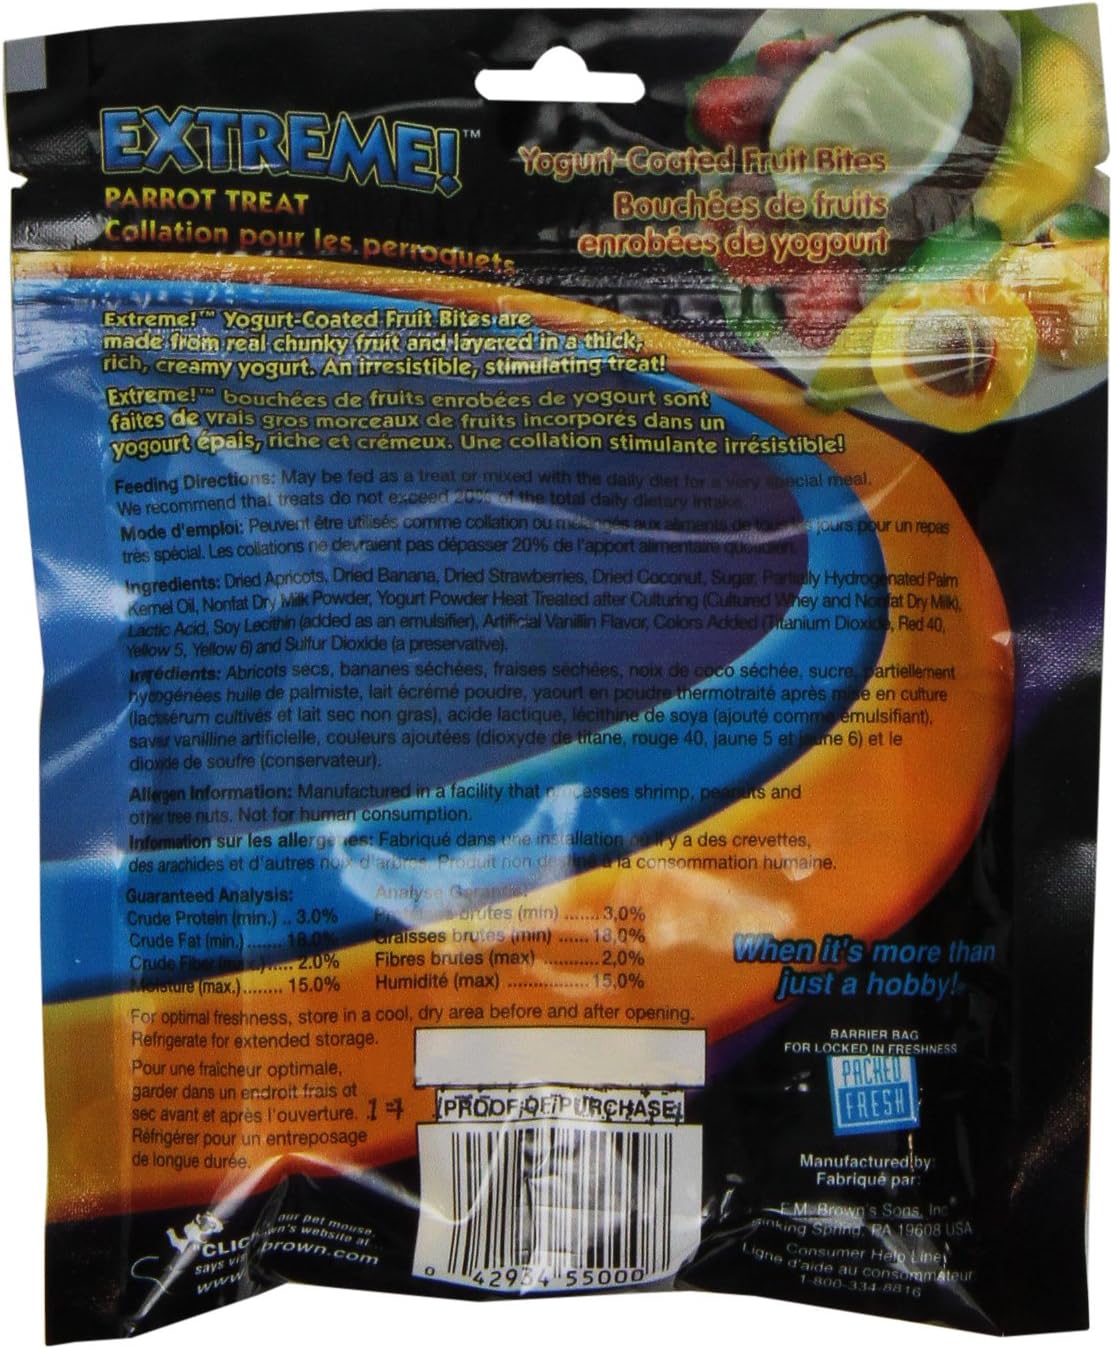 EXTREME!™
PARROT TREAT
Collation pour les perroquets
Yogurt-Coated Fruit Bites
Bouchées de fruits
enrobées de yogourt
Extreme!™ Yogurt-Coated Fruit Bites are
made from real chunky fruit and layered in a thick,
rich, creamy yogurt. An irresistible, stimulating treat!
Extreme!™ bouchées de fruits enrobées de yogourt sont
faites de vrais gros morceaux de fruits incorporés dans un
yogourt épais, riche et crémeux. Une collation stimulante irrésistible!
Feeding Directions: May be fed as a treat or mixed with the daily diet for a very special meal.
We recommend that treats do not exceed 20% of the total daily dietary intake.
Mode d'emploi: Peuvent être utilisés comme collation ou mélangés aux aliments de tous les jours pour un repas
très spécial. Les collations ne devraient pas dépasser 20% de l'apport alimentaire quotidien.
Ingredients: Dried Apricots, Dried Banana, Dried Strawberries, Dried Coconut, Sugar, Partially Hydrogenated Palm
Kernel Oil, Nonfat Dry Milk Powder, Yogurt Powder Heat Treated after Culturing (Cultured Whey and Nonfat Dry Milk),
Lactic Acid, Soy Lecithin (added as an emulsifier), Artificial Vanillin Flavor, Colors Added (Titanium Dioxide, Red 40,
Yellow 5, Yellow 6) and Sulfur Dioxide (a preservative).
Ingrédients: Abricots secs, bananes séchées, fraises séchées, noix de coco séchée, sucre, partiellement
hydogénées huile de palmiste, lait écrémé poudre, yaourt en poudre thermotraité après mise en culture
(lactsérum cultivés et lait sec non gras), acide lactique, lécithine de soya (ajouté comme émulsifiant),
savar vanilline artificielle, couleurs ajoutées (dioxyde de titane, rouge 40, jaune 5 et jaune 6) et le
dioxide de soufre (conservateur).
Allergen Information: Manufactured in a facility that processes shrimp, peanuts and
other tree nuts. Not for human consumption.
Information sur les allergenes: Fabriqué dans une installation où il y a des crevettes,
des arachides et d'autres noix d'arbres. Produit non destiné à la consommation humaine.
Guaranteed Analysis:
Crude Protein (min.) .. 3.0%
Crude Fat (min.) ....... 18.0%
Crude Fiber (max.) ..... 2.0%
Moisture (max.) ........ 15.0%
Analyse Garantie:
brutes (min) ....... 3,0%
Graisses brutes (min) ...... 18,0%
Fibres brutes (max) ........... 2,0%
Humidité (max) ................ 15,0%
For optimal freshness, store in a cool, dry area before and after opening.
Refrigerate for extended storage.
Pour une fraîcheur optimale,
garder dans un endroit frais et
sec avant et après l'ouverture.
Réfrigérer pour un entreposage
de longue durée.
When it's more than
just a hobby!
BARRIER BAG
FOR LOCKED IN FRESHNESS
PACKED
FRESH
PROOF OF PURCHASE
0 42934 55000
Manufactured by:
Fabriqué par:
F.M. Brown's Sons, Inc
Sinking Spring, PA 19608 USA
Consumer Help Line
Ligne d'aide au consommateur
1-800-334-8816
our pet mouse,
website at
brown.com